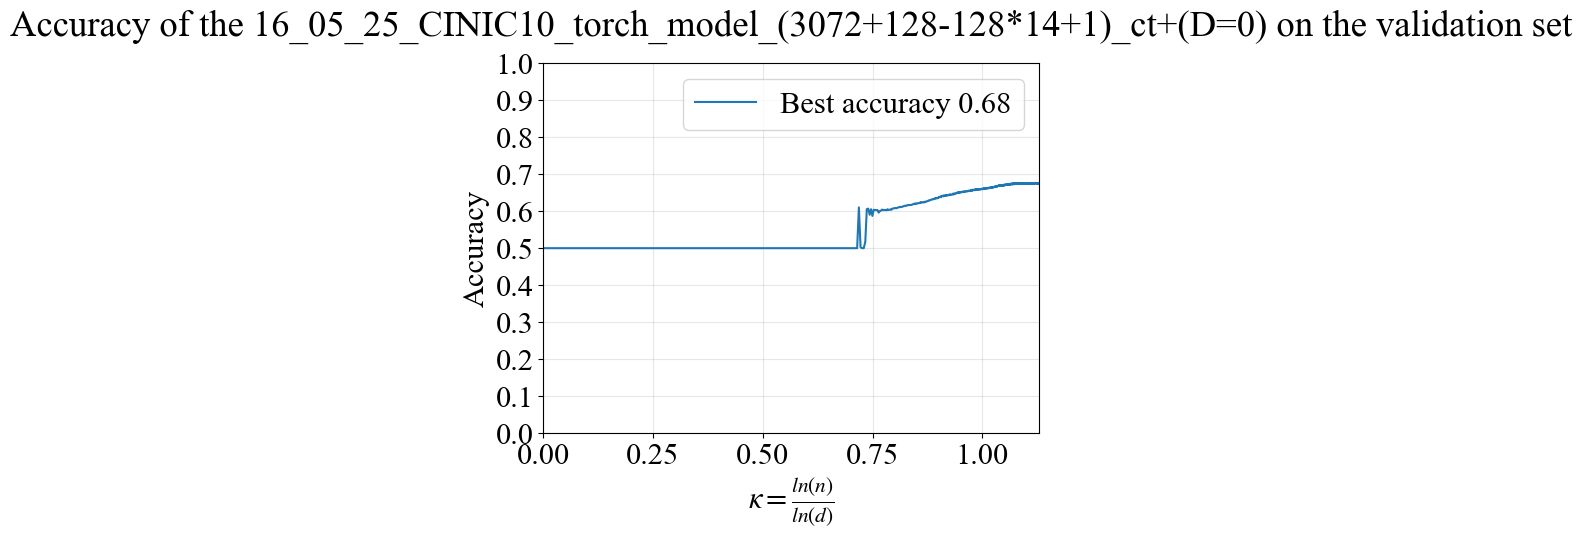 Accuracy of the 16_05_25_CINIC10_torch_model_(3072+128-128*14+1)_ct+(D=0) on the validation set
Best accuracy 0.68
Accuracy
1.0
0.9
0.8
0.7
0.6
0.5
0.4
0.3
0.2
0.1
0.0
0.00 0.25 0.50 0.75 1.00
κ = ln(n)/ln(d)